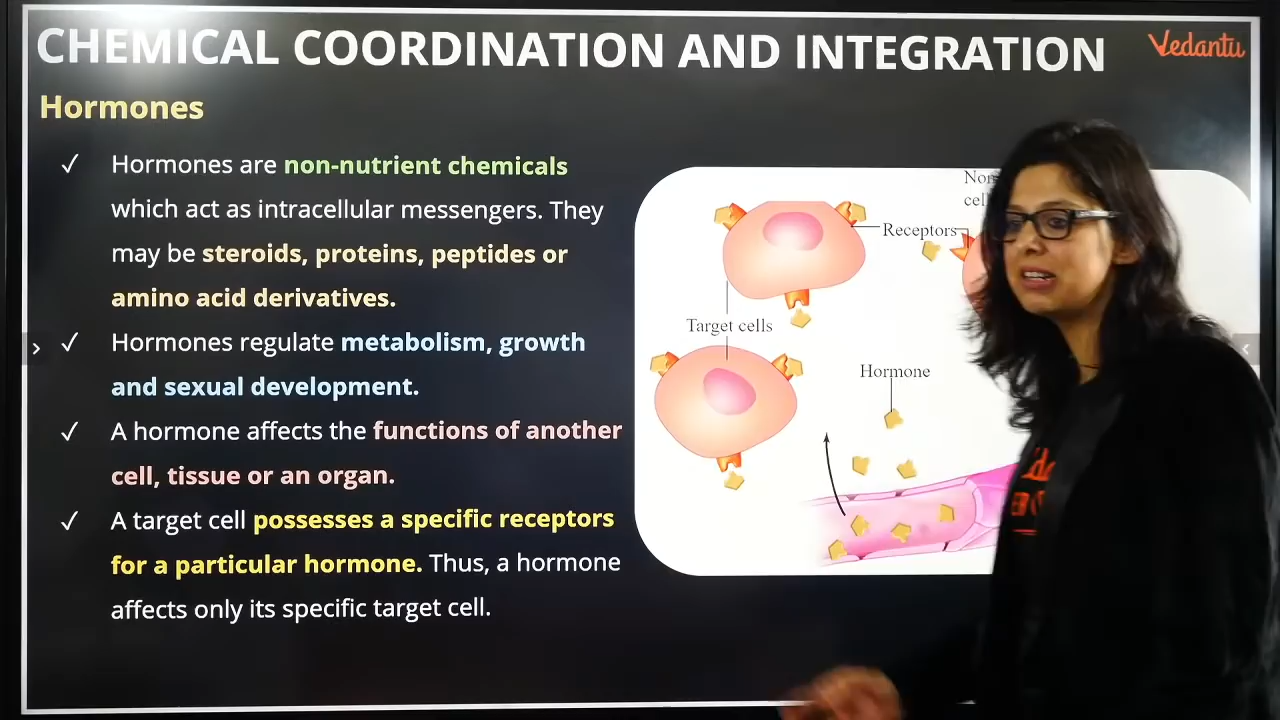 CHEMICAL COORDINATION AND INTEGRATION
Vedantu
Hormones
✓ Hormones are non-nutrient chemicals
which act as intracellular messengers. They
may be steroids, proteins, peptides or
amino acid derivatives.
✓ Hormones regulate metabolism, growth
and sexual development.
✓ A hormone affects the functions of another
cell, tissue or an organ.
✓ A target cell possesses a specific receptors
for a particular hormone. Thus, a hormone
affects only its specific target cell.
Receptors
Target cells
Hormone